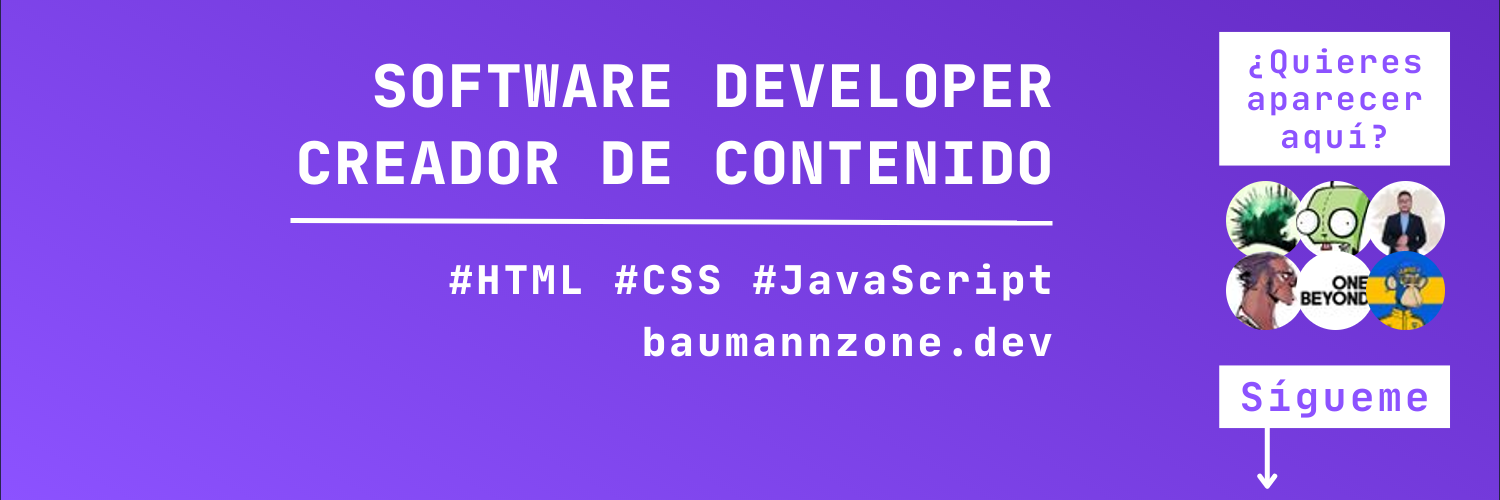 SOFTWARE DEVELOPER
CREADOR DE CONTENIDO
#HTML #CSS #JavaScript
baumannzone.dev
¿Quieres
aparecer
aquí?
ONE
BEYOND
Sígueme